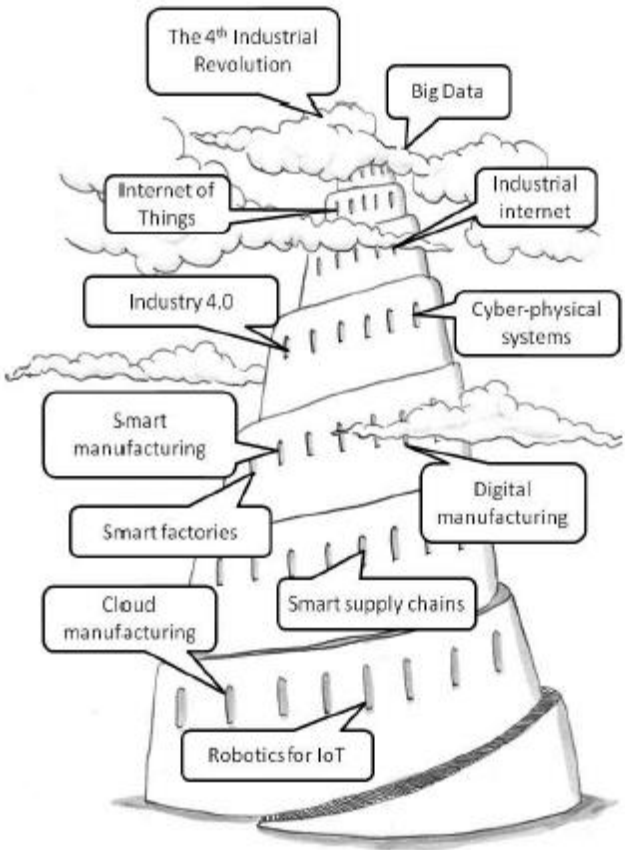 The 4th Industrial
Revolution
Big Data
Internet of
Things
Industrial
internet
Industry 4.0
Cyber-physical
systems
Smart
manufacturing
Digital
manufacturing
Smart factories
Smart supply chains
Cloud
manufacturing
Robotics for IoT